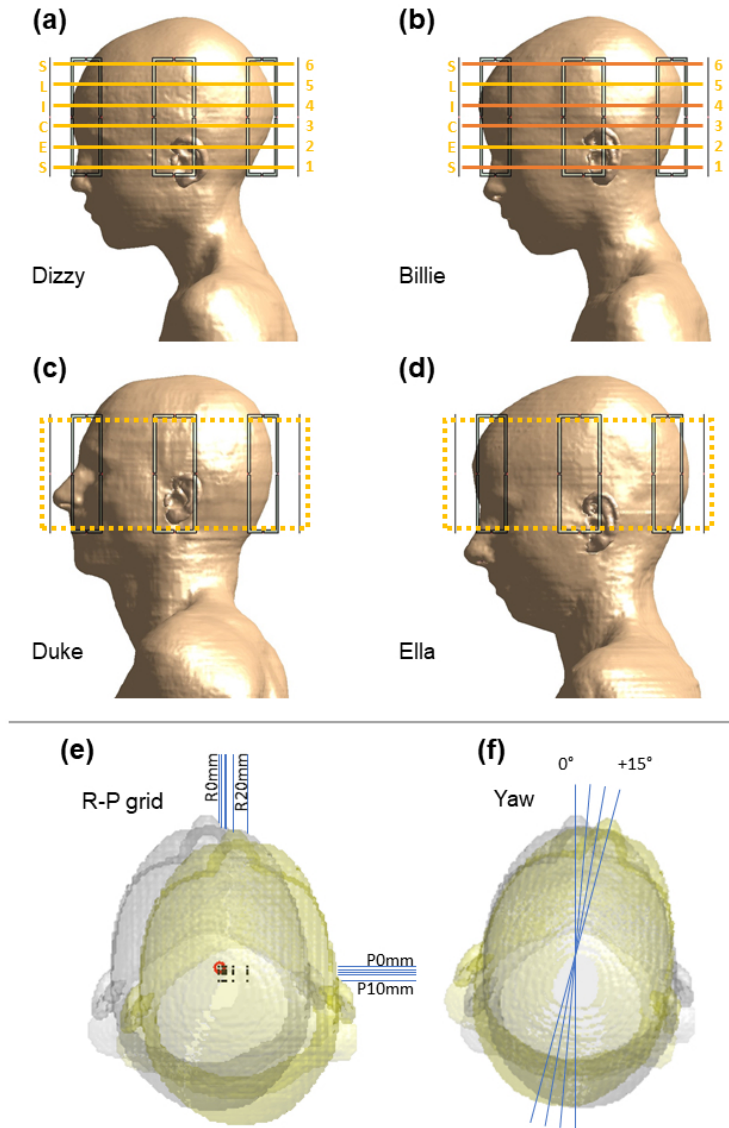 (a)
(b)
S 6
L 5
I 4
C 3
E 2
S 1
S 6
L 5
I 4
C 3
E 2
S 1
Dizzy
Billie
(c)
(d)
Duke
Ella
(e)
(f)
R-P grid
R0mm
R20mm
P0mm
P10mm
0°
+15°
Yaw